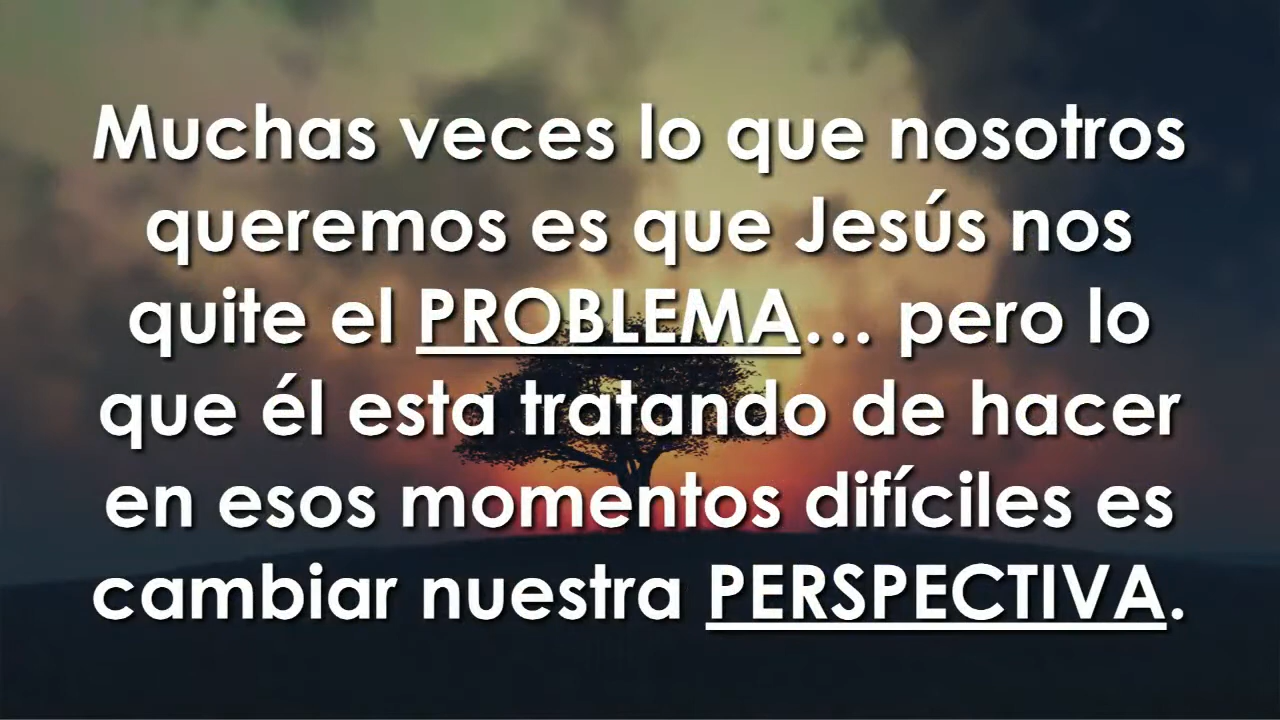 Muchas veces lo que nosotros
queremos es que Jesús nos
quite el PROBLEMA... pero lo
que él esta tratando de hacer
en esos momentos difíciles es
cambiar nuestra PERSPECTIVA.